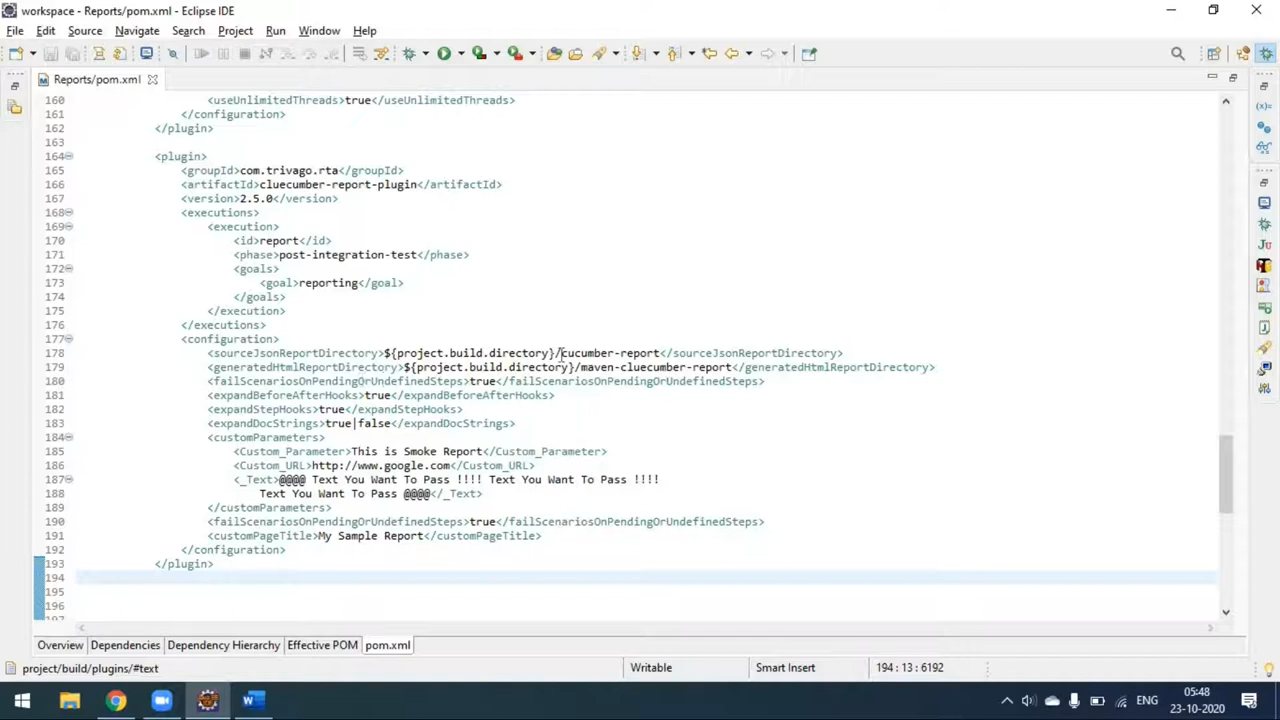 workspace - Reports/pom.xml - Eclipse IDE
File Edit Source Navigate Search Project Run Window Help
Reports/pom.xml
160 <useUnlimitedThreads>true</useUnlimitedThreads>
161 </configuration>
162 </plugin>
163
164 <plugin>
165 <groupId>com.trivago.rta</groupId>
166 <artifactId>cluecumber-report-plugin</artifactId>
167 <version>2.5.0</version>
168 <executions>
169 <execution>
170 <id>report</id>
171 <phase>post-integration-test</phase>
172 <goals>
173 <goal>reporting</goal>
174 </goals>
175 </execution>
176 </executions>
177 <configuration>
178 <sourceJsonReportDirectory>${project.build.directory}/cucumber-report</sourceJsonReportDirectory>
179 <generatedHtmlReportDirectory>${project.build.directory}/maven-cluecumber-report</generatedHtmlReportDirectory>
180 <failScenariosOnPendingOrUndefinedSteps>true</failScenariosOnPendingOrUndefinedSteps>
181 <expandBeforeAfterHooks>true</expandBeforeAfterHooks>
182 <expandStepHooks>true</expandStepHooks>
183 <expandDocStrings>true|false</expandDocStrings>
184 <customParameters>
185 <Custom_Parameter>This is Smoke Report</Custom_Parameter>
186 <Custom_URL>http://www.google.com</Custom_URL>
187 <_Text>@@@@ Text You Want To Pass !!!! Text You Want To Pass !!!!
188 Text You Want To Pass @@@@</_Text>
189 </customParameters>
190 <failScenariosOnPendingOrUndefinedSteps>true</failScenariosOnPendingOrUndefinedSteps>
191 <customPageTitle>My Sample Report</customPageTitle>
192 </configuration>
193 </plugin>
194
195
196
197
Overview Dependencies Dependency Hierarchy Effective POM pom.xml
project/build/plugins/#text Writable Smart Insert 194 : 13 : 6192
ENG 05:48
23-10-2020